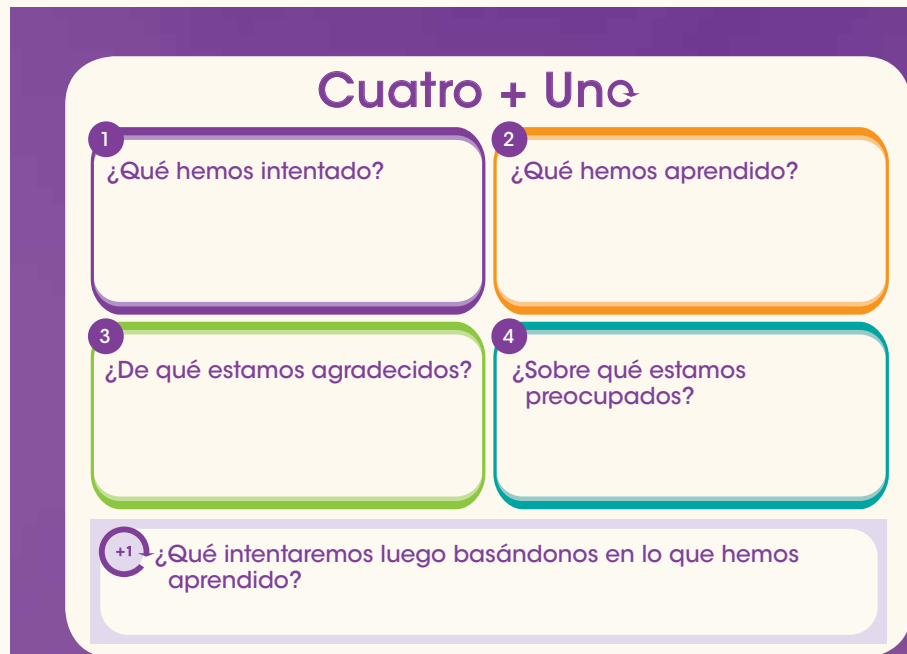 Cuatro + Uno
1
¿Qué hemos intentado?
2
¿Qué hemos aprendido?
3
¿De qué estamos agradecidos?
4
¿Sobre qué estamos
preocupados?
+1
¿Qué intentaremos luego basándonos en lo que hemos
aprendido?